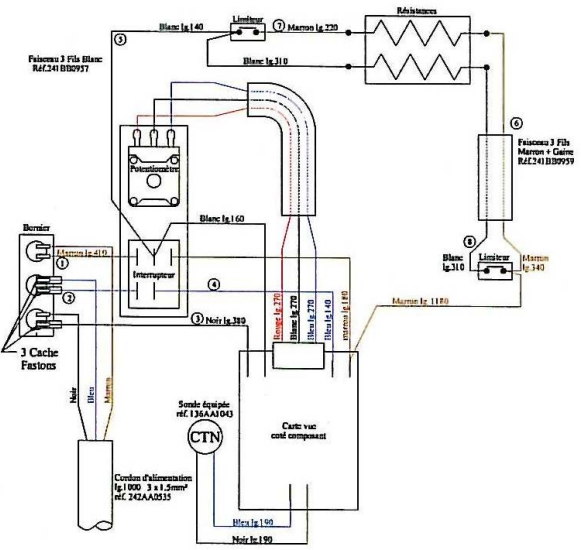 Limiteur
Résistances
Blanc lg.140
7
Marron lg.220
5
Blanc lg.310
Faisceau 3 Fils Blanc
Réf.241BB0957
6
Faisceau 3 Fils
Marron + Gaine
Réf.241BB0959
Potentiomètre
Blanc lg.160
Bornier
Marron lg.410
1
Interrupteur
8
Blanc
lg.310
Limiteur
Marron
lg.340
2
4
Marron lg.1180
3
Noir lg.380
Rouge lg.270
Blanc lg.270
Bleu lg.270
Bleu lg.140
marron lg.180
3 Cache
Fastons
Noir
Bleu
Marron
Sonde équipée
réf. 136AA1043
CTN
Carte vue
coté composant
Cordon d'alimentation
lg.1000 3 x 1.5mm²
réf. 242AA0535
Bleu lg.190
Noir lg.190